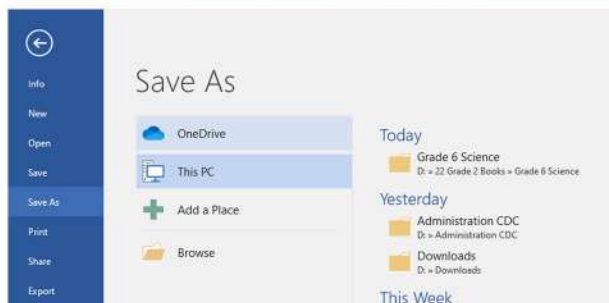 Info
New
Open
Save
Save As
Print
Share
Export
Save As
OneDrive
This PC
Add a Place
Browse
Today
Grade 6 Science
D: » 22 Grade 2 Books » Grade 6 Science
Yesterday
Administration CDC
D: » Administration CDC
Downloads
D: » Downloads
This Week